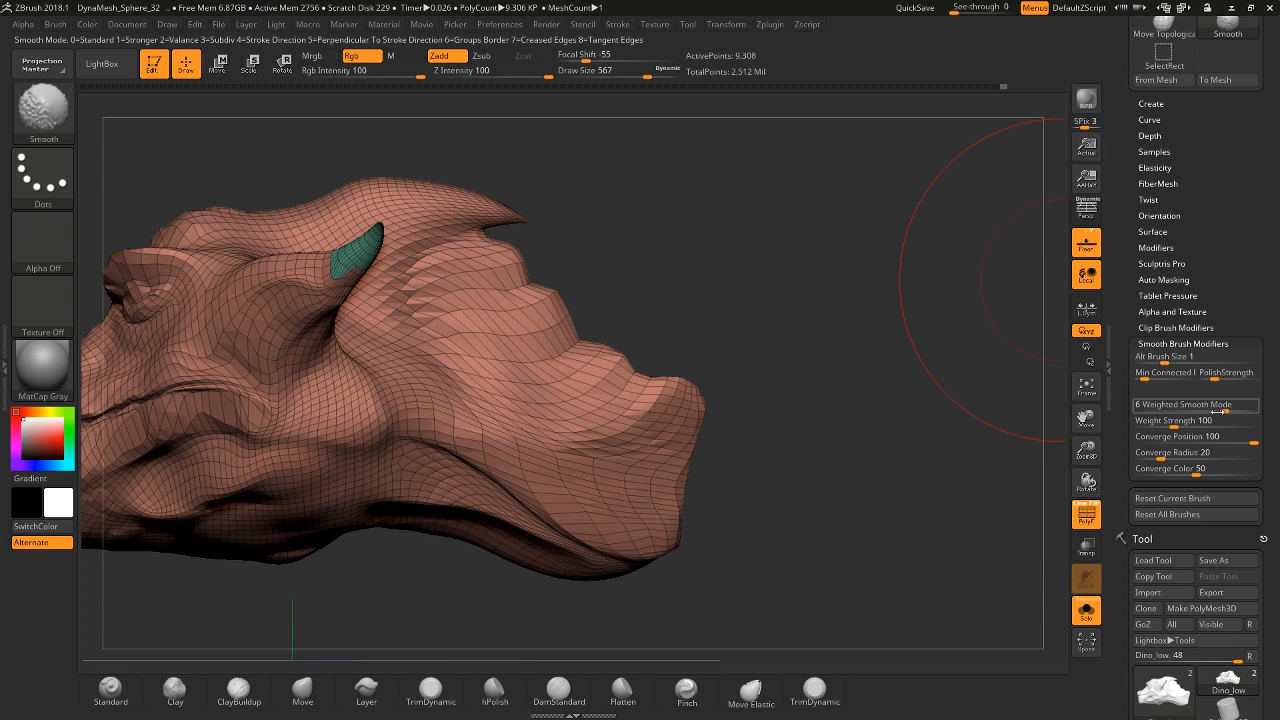 ZBrush 2018.1 DynaMesh_Sphere_32 • Free Mem 6.87GB • Active Mem 2756 • Scratch Disk 229 • Timer▶0.026 • PolyCount▶9.306 KP • MeshCount▶1 QuickSave See-through 0 Menus DefaultZScript
Alpha Brush Color Document Draw Edit File Layer Light Macro Marker Material Movie Picker Preferences Render Stencil Stroke Texture Tool Transform Zplugin Zscript
Smooth Mode. 0=Standard 1=Stronger 2=Valance 3=Subdiv 4=Stroke Direction 5=Perpendicular To Stroke Direction 6=Groups Border 7=Creased Edges 8=Tangent Edges
Projection Master
LightBox
Edit Draw Move Scale Rotate
Mrgb Rgb M
Rgb Intensity 100
Zadd Zsub Zcut
Z Intensity 100
Focal Shift -55
Draw Size 567 Dynamic
ActivePoints: 9,308
TotalPoints: 2.512 Mil
Smooth
Dots
Alpha Off
Texture Off
MatCap Gray
Gradient
SwitchColor
Alternate
BPR
SPix 3
Actual
AAHalf
Dynamic
Persp
Floor
Local
L.Sym
Frame
Move
Zoom3D
Rotate
Line Fill
PolyF
Transp
Solo
Xpose
Move Topologica Smooth
SelectRect
From Mesh To Mesh
Create
Curve
Depth
Samples
Elasticity
FiberMesh
Twist
Orientation
Surface
Modifiers
Sculptris Pro
Auto Masking
Tablet Pressure
Alpha and Texture
Clip Brush Modifiers
Smooth Brush Modifiers
Alt Brush Size 1
Min Connected PolishStrength
6 Weighted Smooth Mode
Weight Strength 100
Converge Position 100
Converge Radius 20
Converge Color 50
Reset Current Brush
Reset All Brushes
Tool
Load Tool Save As
Copy Tool Paste Tool
Import Export
Clone Make PolyMesh3D
GoZ All Visible R
Lightbox▶Tools
Dino_low. 48 R
2 2
Dino_low
Standard Clay ClayBuildup Move Layer TrimDynamic hPolish DamStandard Flatten Pinch Move Elastic TrimDynamic